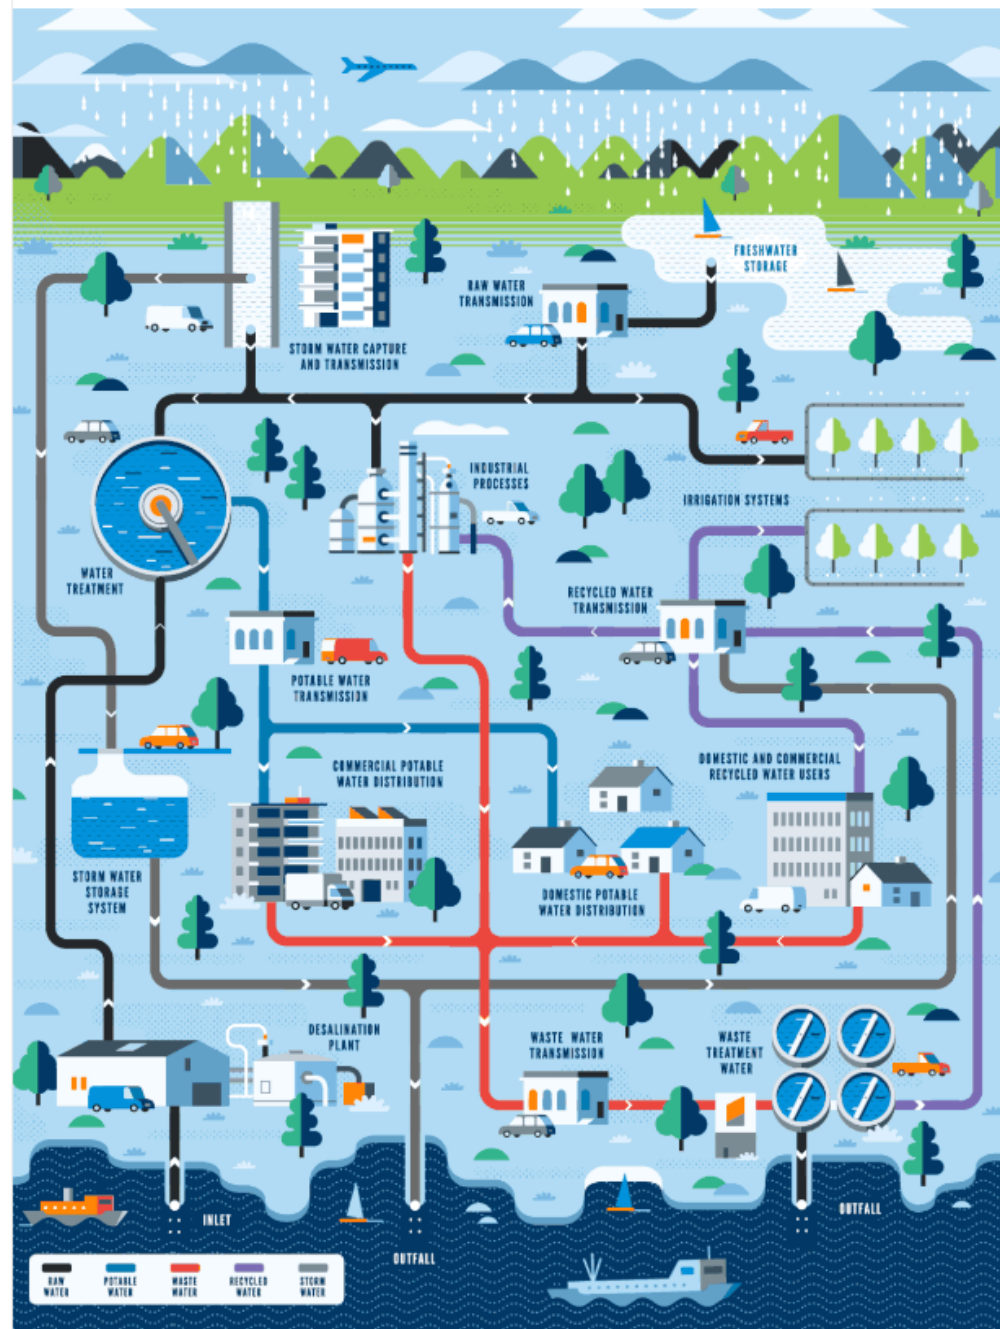 FRESHWATER
STORAGE
RAW WATER
TRANSMISSION
STORM WATER CAPTURE
AND TRANSMISSION
INDUSTRIAL
PROCESSES
IRRIGATION SYSTEMS
WATER
TREATMENT
RECYCLED WATER
TRANSMISSION
POTABLE WATER
TRANSMISSION
COMMERCIAL POTABLE
WATER DISTRIBUTION
DOMESTIC AND COMMERCIAL
RECYCLED WATER USERS
STORM WATER
STORAGE
SYSTEM
DOMESTIC POTABLE
WATER DISTRIBUTION
DESALINATION
PLANT
WASTE WATER
TRANSMISSION
WASTE
TREATMENT
WATER
INLET
OUTFALL
OUTFALL
RAW
WATER
POTABLE
WATER
WASTE
WATER
RECYCLED
WATER
STORM
WATER